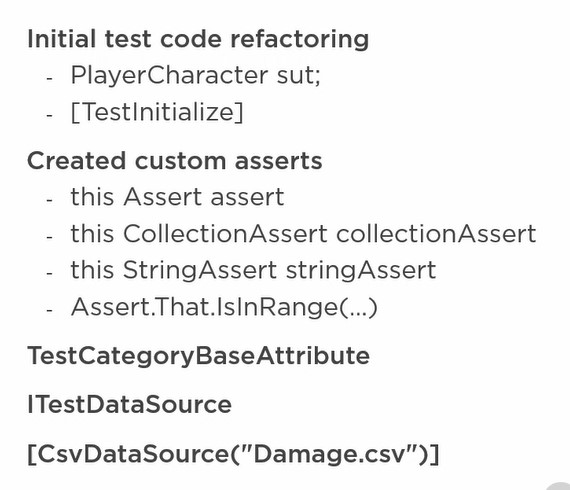 Initial test code refactoring
- PlayerCharacter sut;
- [TestInitialize]
Created custom asserts
- this Assert assert
- this CollectionAssert collectionAssert
- this StringAssert stringAssert
- Assert.That.IsInRange(...)
TestCategoryBaseAttribute
ITestDataSource
[CsvDataSource("Damage.csv")]